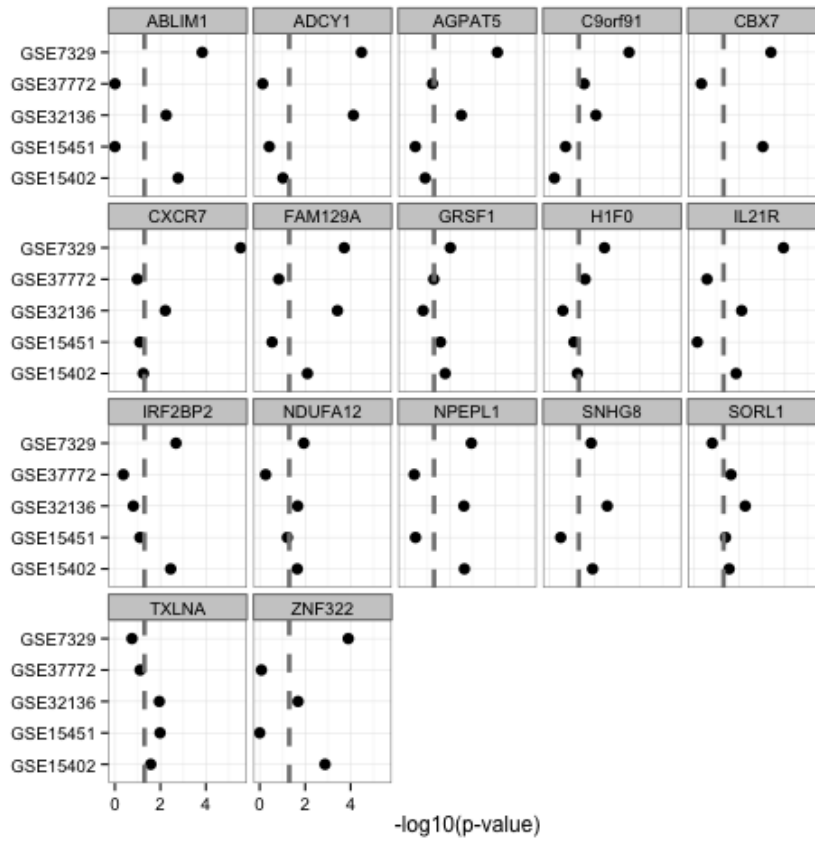 ABLIM1 ADCY1 AGPAT5 C9orf91 CBX7
GSE7329
GSE37772
GSE32136
GSE15451
GSE15402
CXCR7 FAM129A GRSF1 H1F0 IL21R
GSE7329
GSE37772
GSE32136
GSE15451
GSE15402
IRF2BP2 NDUFA12 NPEPL1 SNHG8 SORL1
GSE7329
GSE37772
GSE32136
GSE15451
GSE15402
TXLNA ZNF322
GSE7329
GSE37772
GSE32136
GSE15451
GSE15402
0 2 4 0 2 4
-log10(p-value)